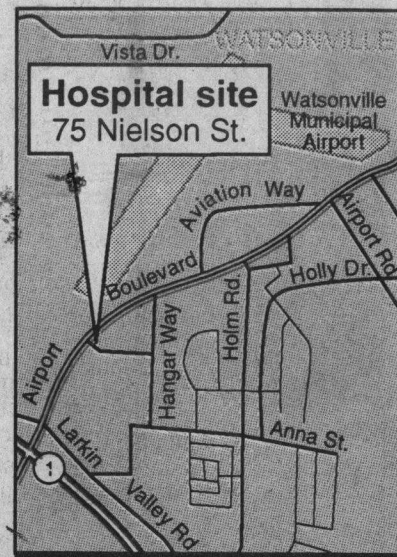 WATSONVILLE
Vista Dr.
Hospital site
75 Nielson St.
Watsonville
Municipal
Airport
Aviation Way
Airport Rd
Boulevard
Holly Dr.
Hangar Way
Holm Rd.
Airport
Larkin
Valley Rd
Anna St.
1